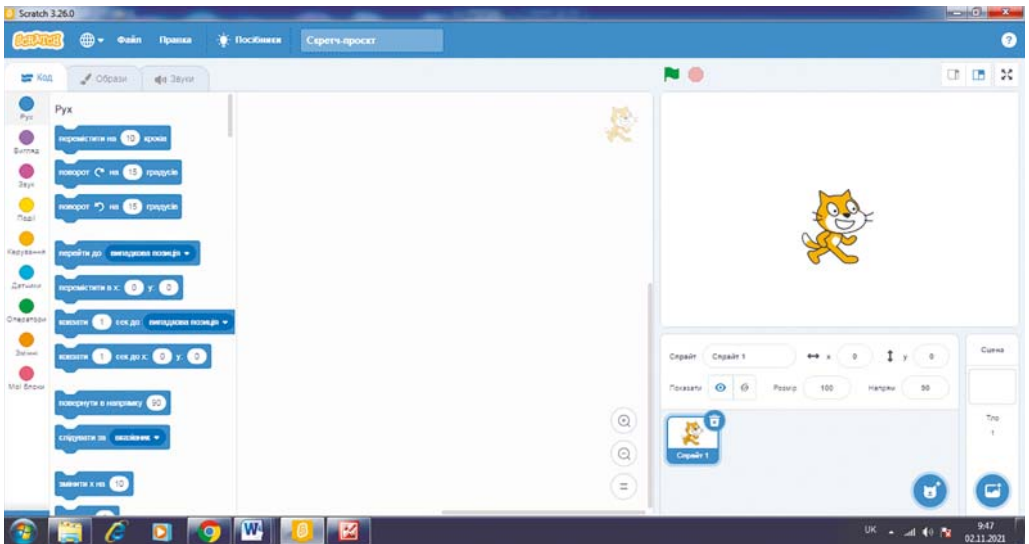 Scratch 3.26.0
SCRATCH Файл Правка Посібники Скретч-проєкт ?
Код Образи Звуки
Рух
Рух
Вигляд
Звук
Події
Керування
Датчики
Оператори
Змінні
Мої блоки
перемістити на 10 кроків
поворот на 15 градусів
поворот на 15 градусів
перейти до випадкова позиція
перемістити в x: 0 y: 0
ковзати 1 сек до випадкова позиція
ковзати 1 сек до x: 0 y: 0
повернути в напрямку 90
слідувати за вказівник
змінити x на 10
Спрайт Спрайт 1 x 0 y 0
Показати Розмір 100 Напрям 90
Спрайт 1
Сцена
Тло
1
UK 9:47
02.11.2021